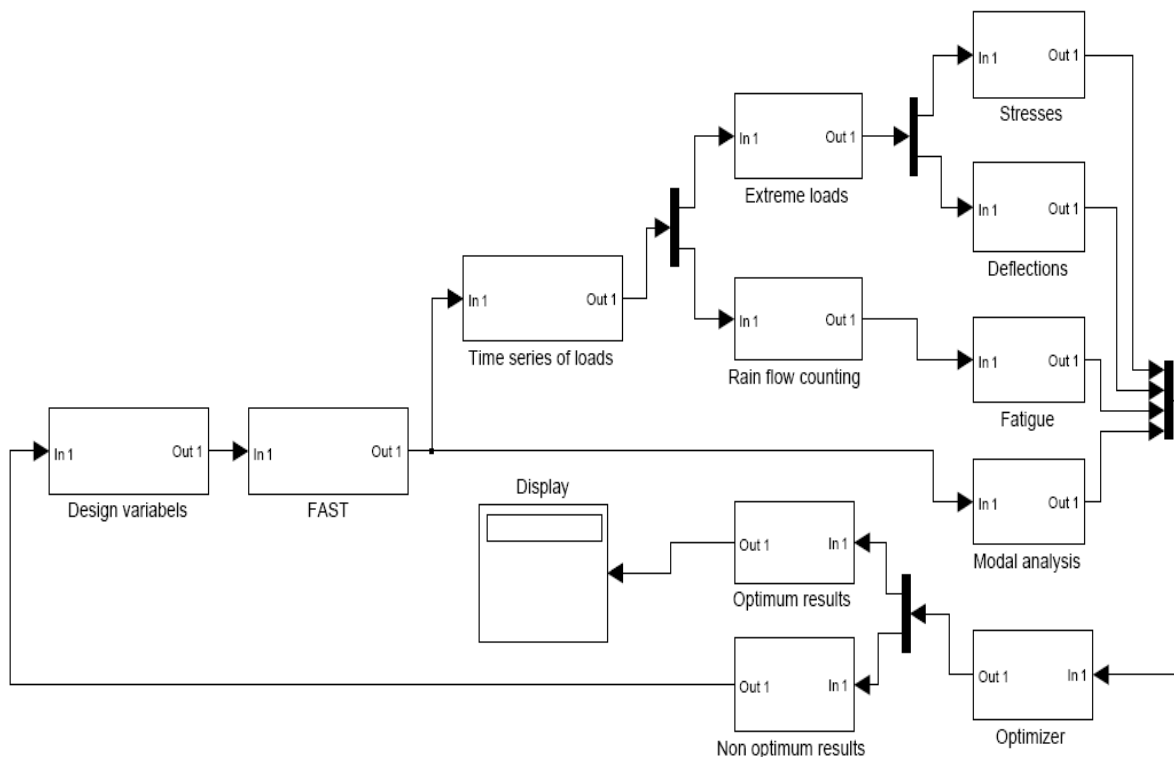 In 1 Out 1
Stresses
In 1 Out 1
Extreme loads
In 1 Out 1
Deflections
In 1 Out 1
Time series of loads
In 1 Out 1
Rain flow counting
In 1 Out 1
Fatigue
In 1 Out 1
Design variabels
In 1 Out 1
FAST
In 1 Out 1
Modal analysis
Display
Out 1 In 1
Optimum results
Out 1 In 1
Non optimum results
Out 1 In 1
Optimizer